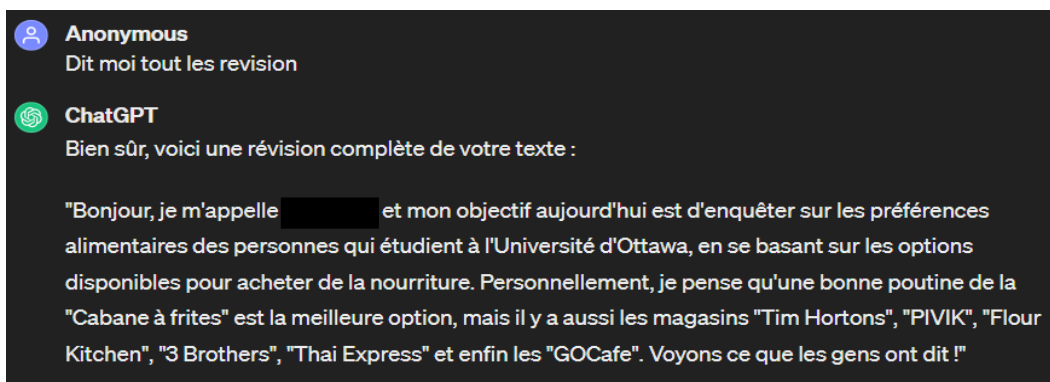 Anonymous
Dit moi tout les revision
ChatGPT
Bien sûr, voici une révision complète de votre texte :
"Bonjour, je m'appelle et mon objectif aujourd'hui est d'enquêter sur les préférences
alimentaires des personnes qui étudient à l'Université d'Ottawa, en se basant sur les options
disponibles pour acheter de la nourriture. Personnellement, je pense qu'une bonne poutine de la
"Cabane à frites" est la meilleure option, mais il y a aussi les magasins "Tim Hortons", "PIVIK", "Flour
Kitchen", "3 Brothers", "Thai Express" et enfin les "GOCafe". Voyons ce que les gens ont dit !"